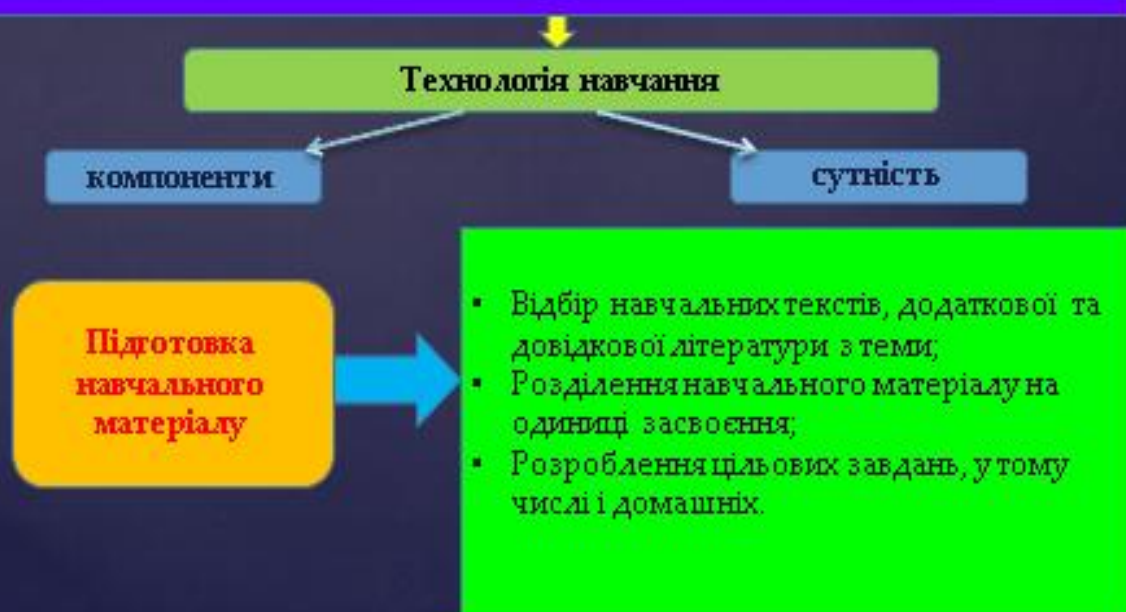 Технологія навчання
компоненти
сутність
Підготовка
навчального
матеріалу
▪ Відбір навчальних текстів, додаткової та
довідкової літератури з теми;
▪ Розділення навчального матеріалу на
одиниці засвоєння;
▪ Розроблення цільових завдань, у тому
числі і домашніх.